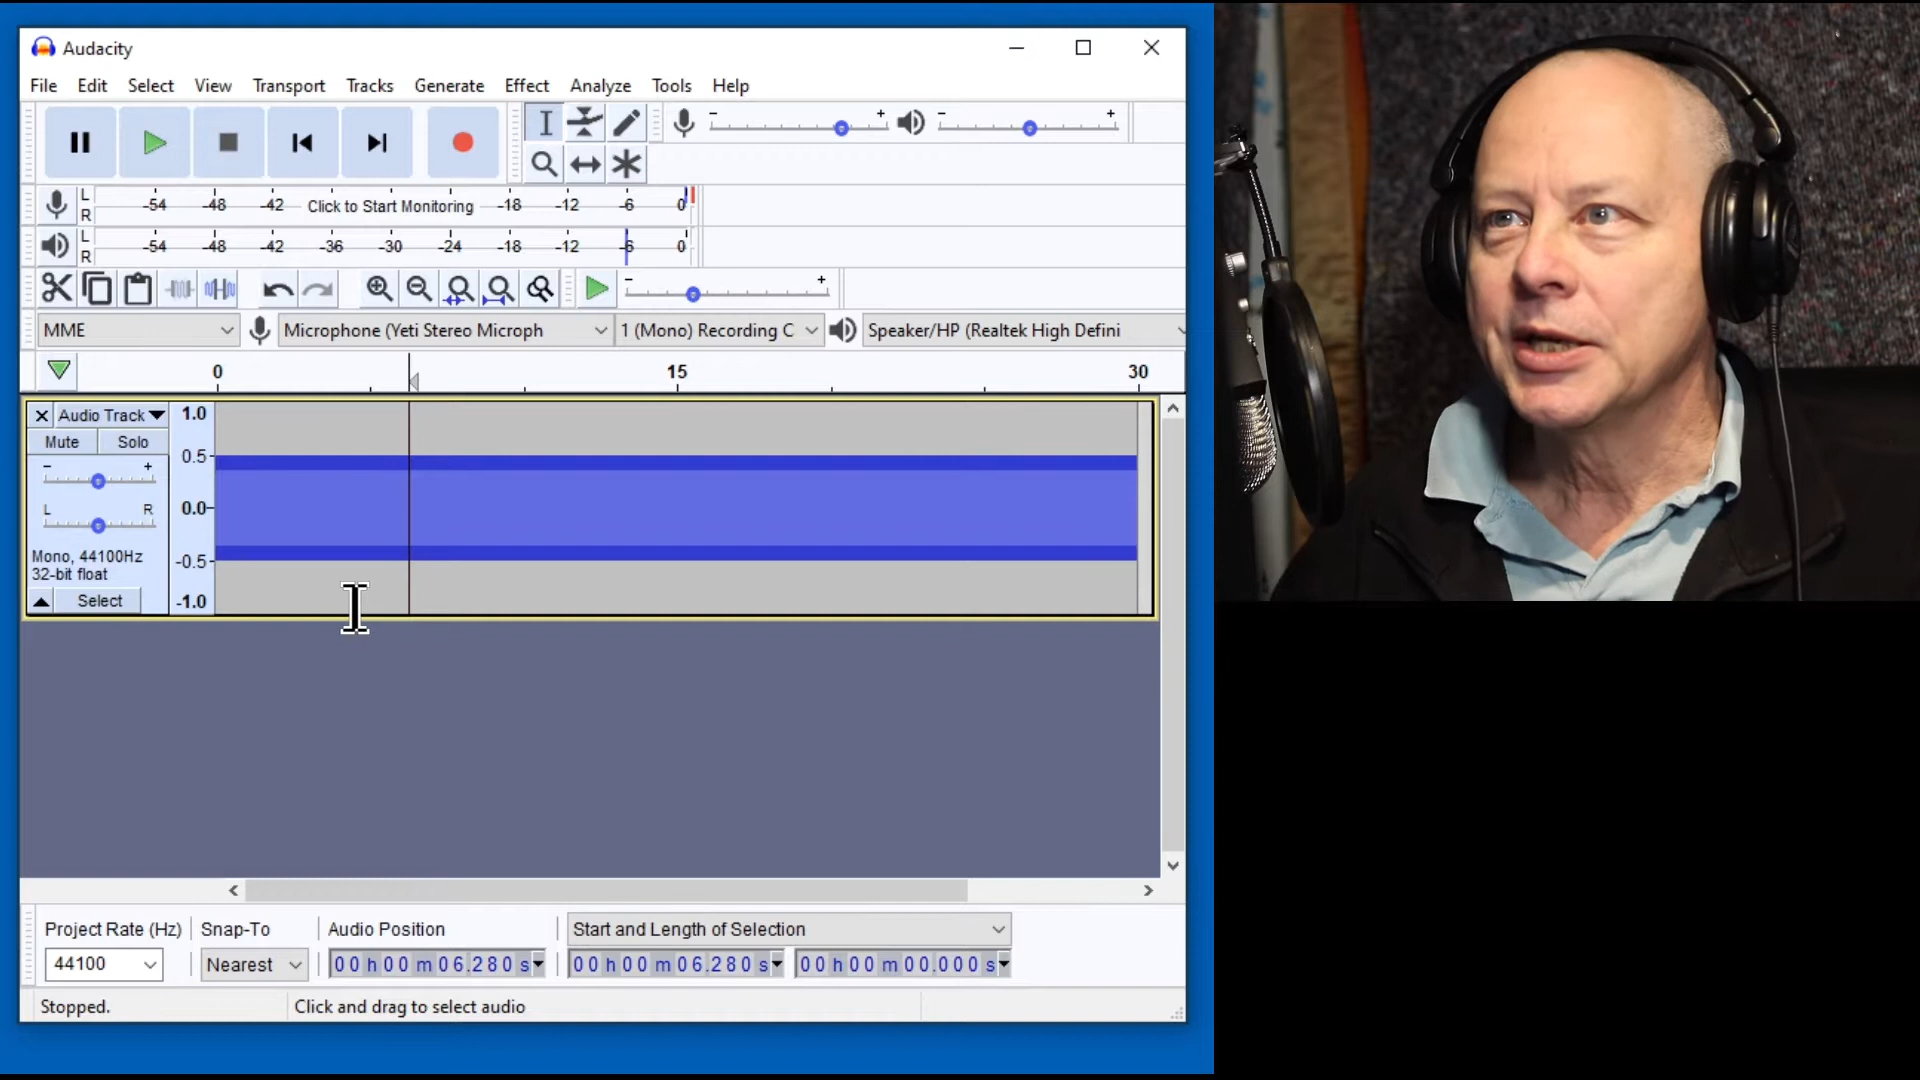 Audacity
File Edit Select View Transport Tracks Generate Effect Analyze Tools Help
- + - +
L R -54 -48 -42 Click to Start Monitoring -18 -12 -6 0
L R -54 -48 -42 -36 -30 -24 -18 -12 -6 0
- +
MME Microphone (Yeti Stereo Microph 1 (Mono) Recording C Speaker/HP (Realtek High Defini
0 15 30
Audio Track 1.0
Mute Solo
- + 0.5
L R 0.0
Mono, 44100Hz -0.5
32-bit float
Select -1.0
Project Rate (Hz) Snap-To Audio Position Start and Length of Selection
44100 Nearest 00 h 00 m 06.280 s 00 h 00 m 06.280 s 00 h 00 m 00.000 s
Stopped. Click and drag to select audio